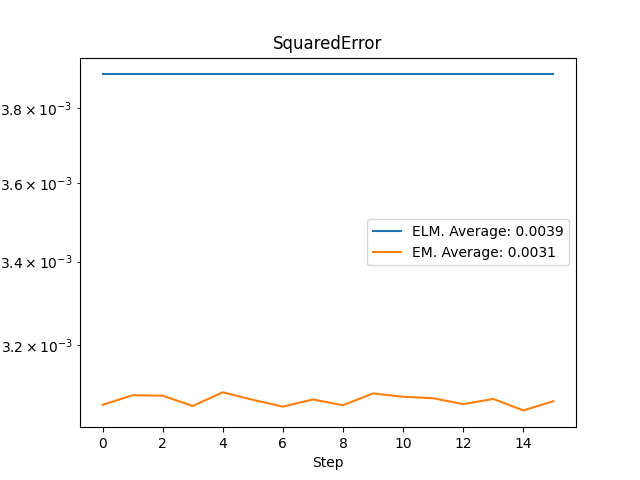 SquaredError
3.8 × 10⁻³
3.6 × 10⁻³
3.4 × 10⁻³
3.2 × 10⁻³
ELM. Average: 0.0039
EM. Average: 0.0031
0 2 4 6 8 10 12 14
Step